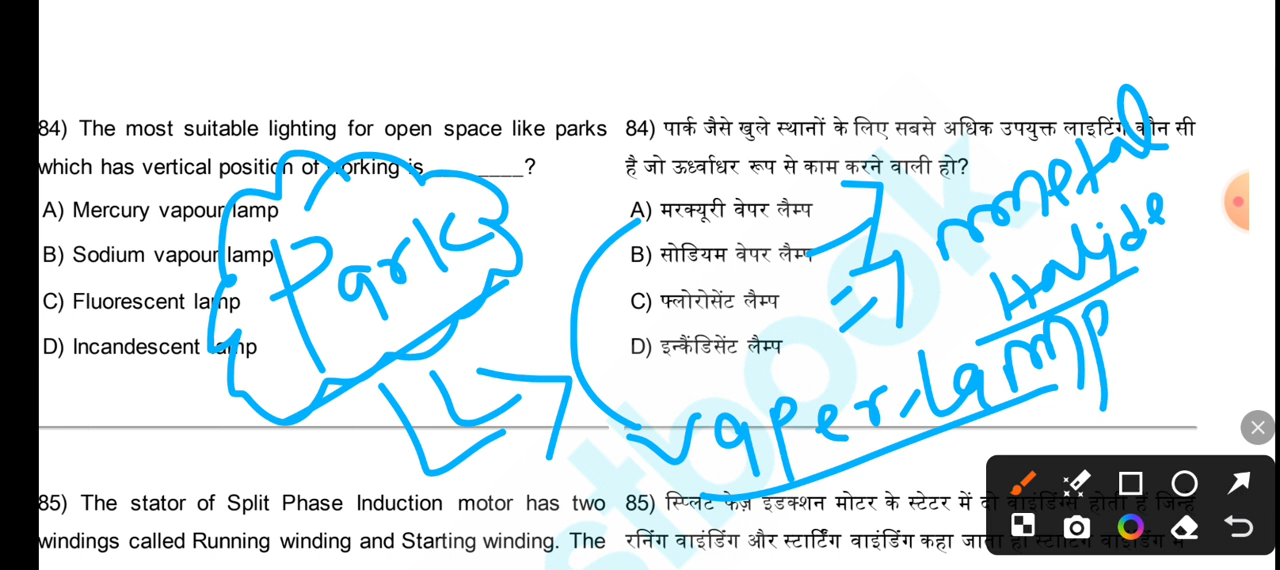 84) The most suitable lighting for open space like parks
which has vertical position of working is ______?
A) Mercury vapour lamp
B) Sodium vapour lamp
C) Fluorescent lamp
D) Incandescent lamp
Park
84) पार्क जैसे खुले स्थानों के लिए सबसे अधिक उपयुक्त लाइटिंग कौन सी
है जो ऊर्ध्वाधर रूप से काम करने वाली हो?
A) मरक्यूरी वेपर लैम्प
B) सोडियम वेपर लैम्प
C) फ्लोरोसेंट लैम्प
D) इन्कैंडिसेंट लैम्प
metal
Halide
vaper lamp
85) The stator of Split Phase Induction motor has two
windings called Running winding and Starting winding. The
85) स्प्लिट फेज़ इंडक्शन मोटर के स्टेटर में दो वाइंडिंग्स होती हैं जिन्हे
रनिंग वाइंडिंग और स्टार्टिंग वाइंडिंग कहा जाता है। स्टार्टिंग वाइंडिंग में